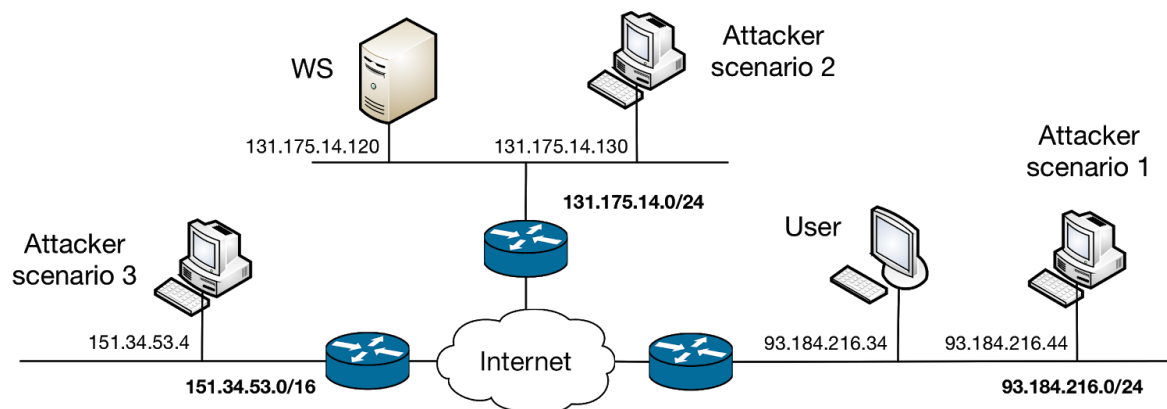 Attacker
scenario 2
WS
131.175.14.120
131.175.14.130
Attacker
scenario 1
131.175.14.0/24
User
Attacker
scenario 3
151.34.53.4
Internet
93.184.216.34
93.184.216.44
151.34.53.0/16
93.184.216.0/24